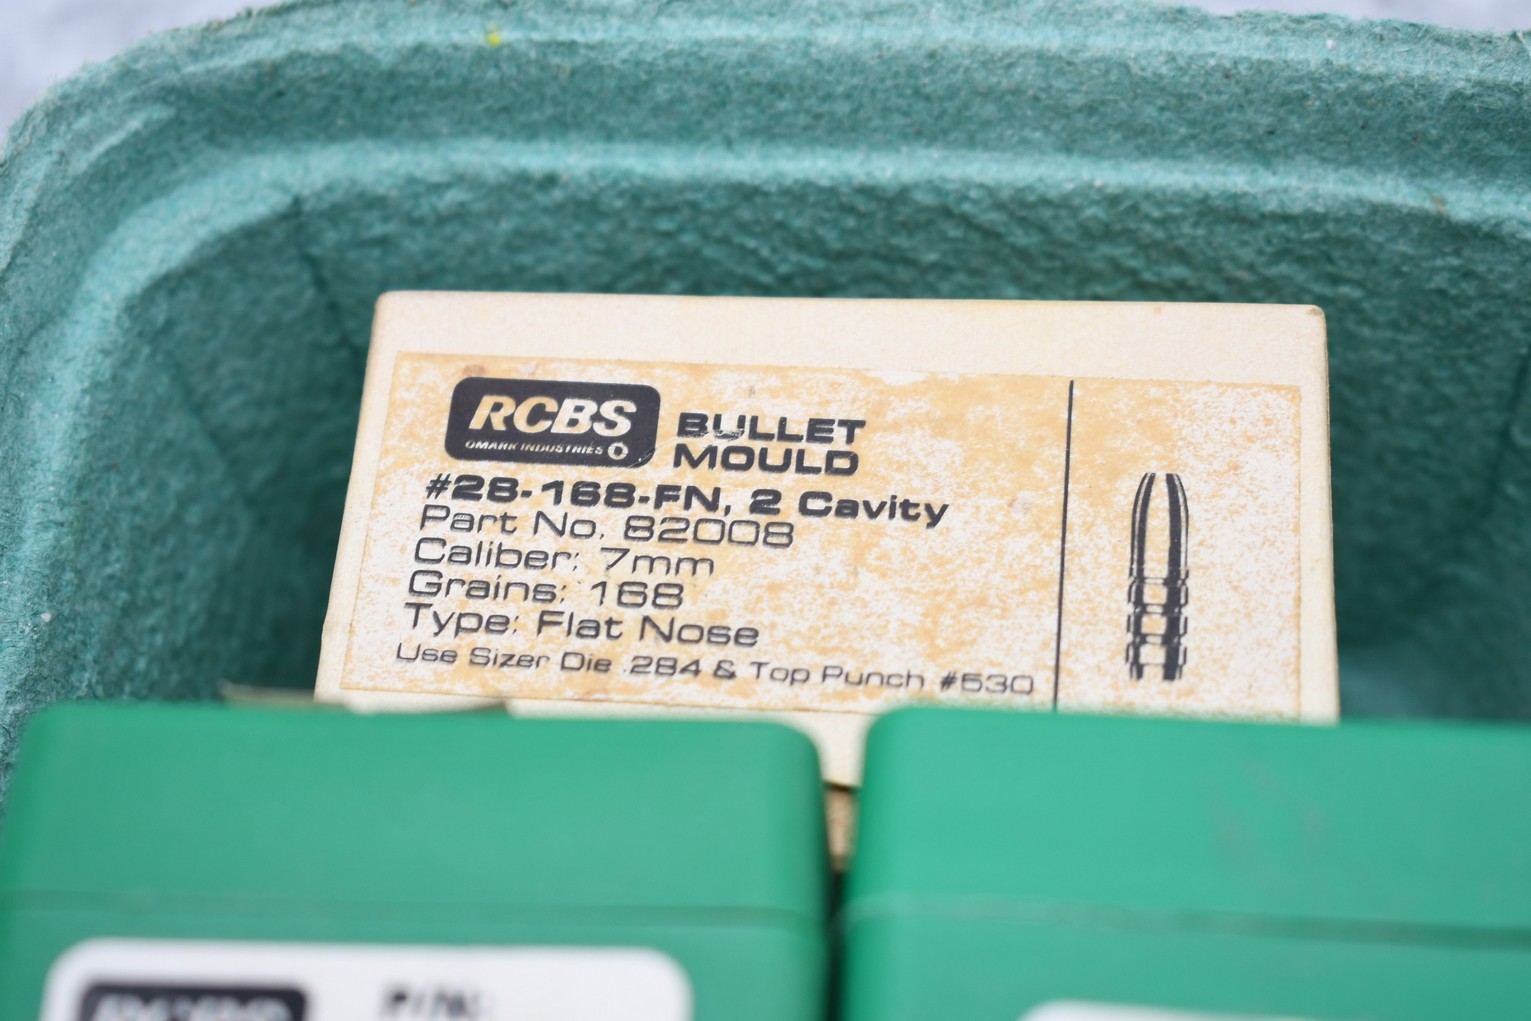 RCBS
OMARK INDUSTRIES
BULLET
MOULD
#28-168-FN, 2 Cavity
Part No. 82008
Caliber: 7mm
Grains: 168
Type: Flat Nose
Use Sizer Die .284 & Top Punch #530
RCBS
P/N: